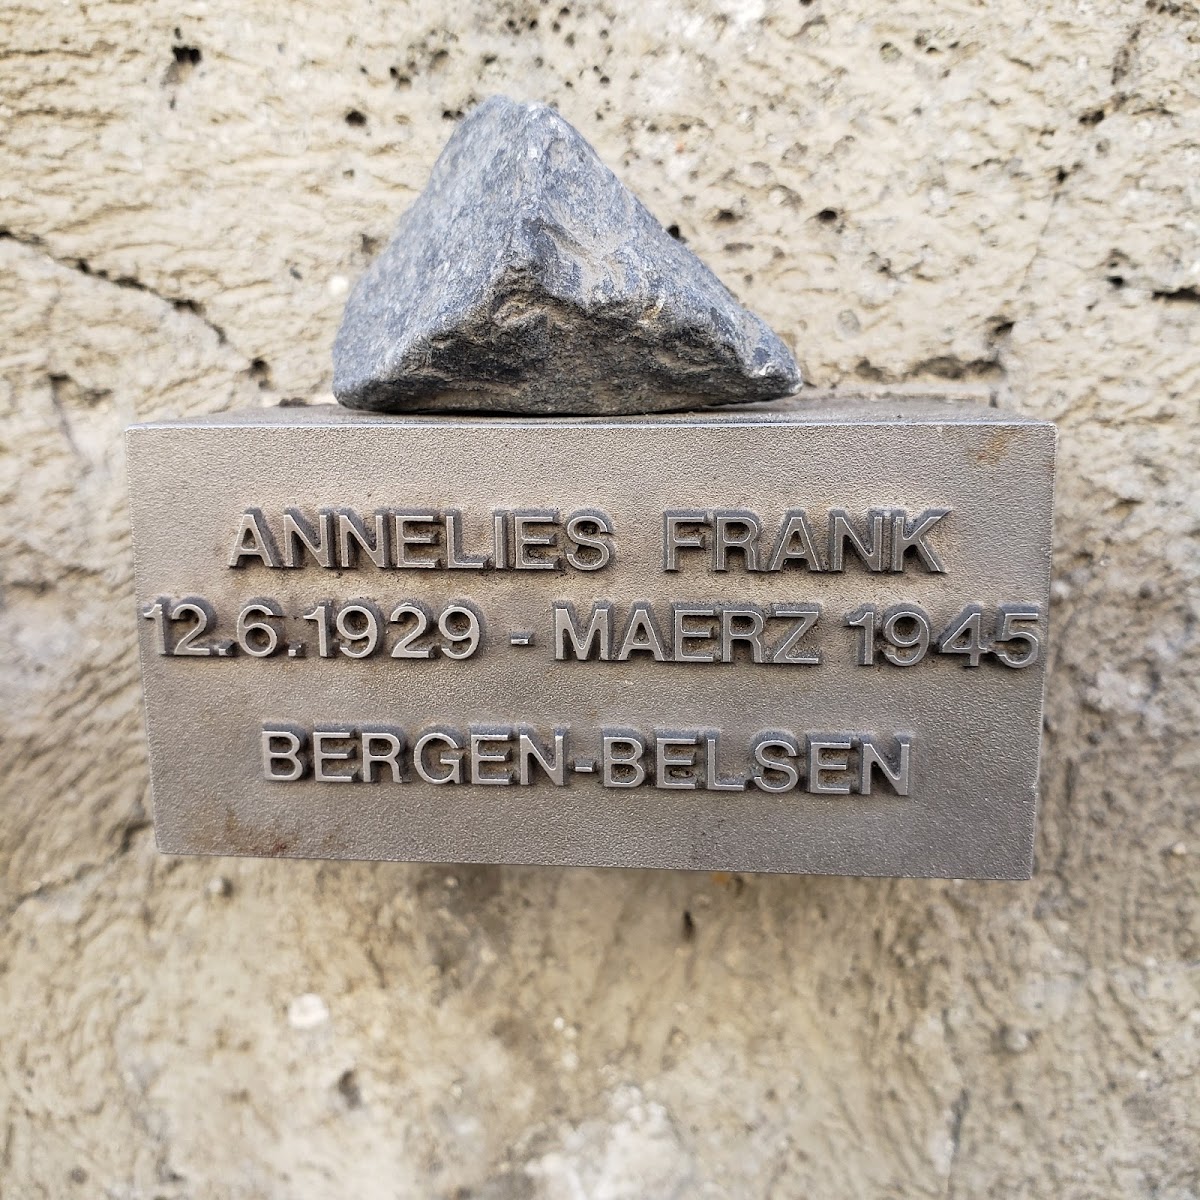 ANNELIES FRANK
12.6.1929 - MAERZ 1945
BERGEN-BELSEN